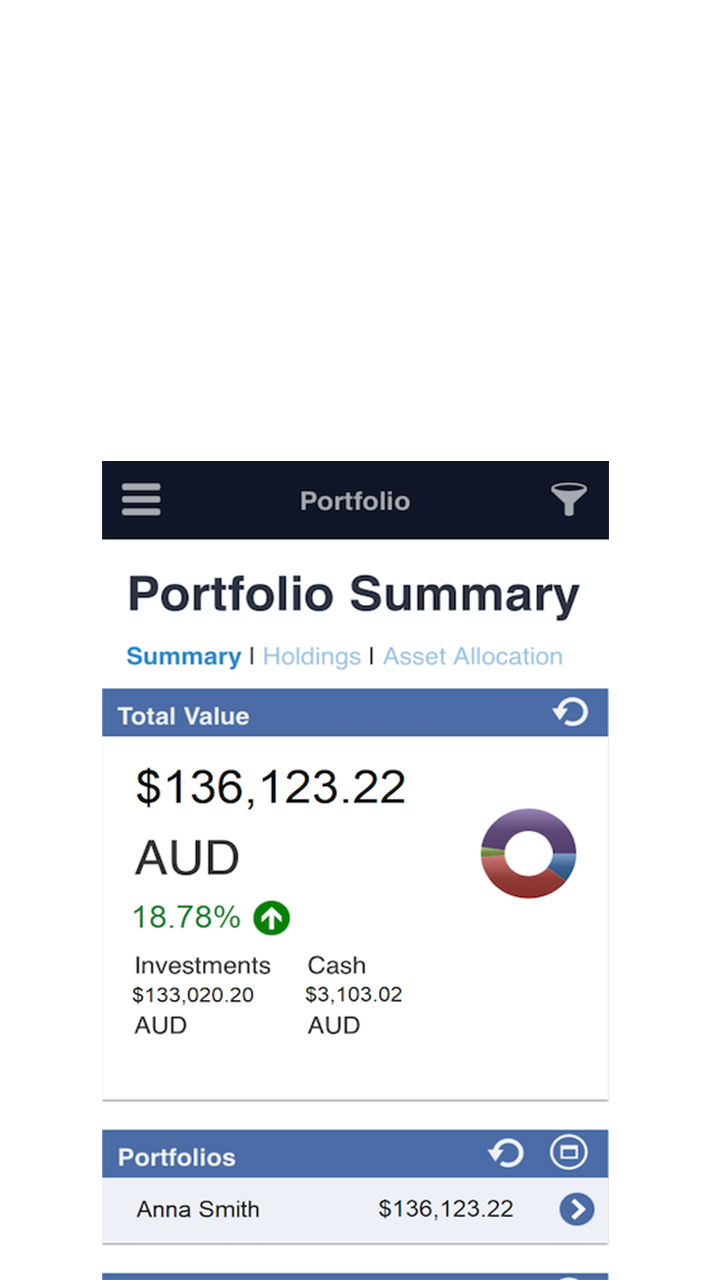 Portfolio
Portfolio Summary
Summary | Holdings | Asset Allocation
Total Value
$136,123.22
AUD
18.78%
Investments Cash
$133,020.20 $3,103.02
AUD AUD
Portfolios
Anna Smith $136,123.22